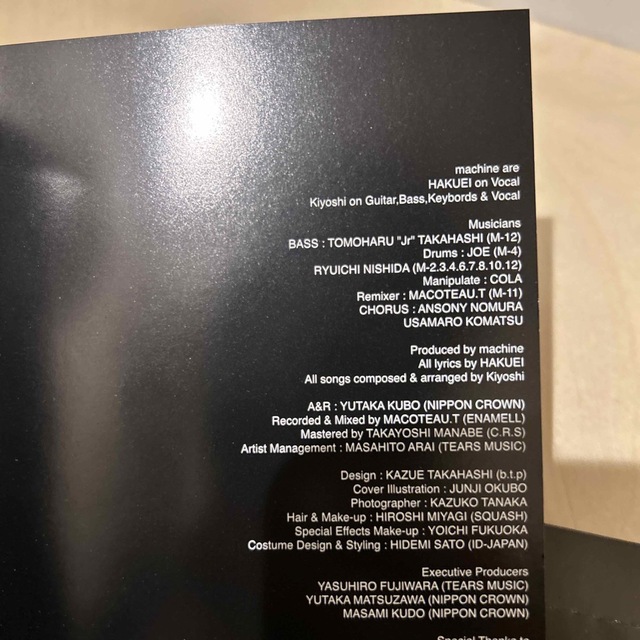 machine are
HAKUEI on Vocal
Kiyoshi on Guitar,Bass,Keybords & Vocal
Musicians
BASS : TOMOHARU "Jr" TAKAHASHI (M-12)
Drums : JOE (M-4)
RYUICHI NISHIDA (M-2.3.4.6.7.8.10.12)
Manipulate : COLA
Remixer : MACOTEAU.T (M-11)
CHORUS : ANSONY NOMURA
USAMARO KOMATSU
Produced by machine
All lyrics by HAKUEI
All songs composed & arranged by Kiyoshi
A&R : YUTAKA KUBO (NIPPON CROWN)
Recorded & Mixed by MACOTEAU.T (ENAMELL)
Mastered by TAKAYOSHI MANABE (C.R.S)
Artist Management : MASAHITO ARAI (TEARS MUSIC)
Design : KAZUE TAKAHASHI (b.t.p)
Cover Illustration : JUNJI OKUBO
Photographer : KAZUKO TANAKA
Hair & Make-up : HIROSHI MIYAGI (SQUASH)
Special Effects Make-up : YOICHI FUKUOKA
Costume Design & Styling : HIDEMI SATO (ID-JAPAN)
Executive Producers
YASUHIRO FUJIWARA (TEARS MUSIC)
YUTAKA MATSUZAWA (NIPPON CROWN)
MASAMI KUDO (NIPPON CROWN)
Special Thanks to